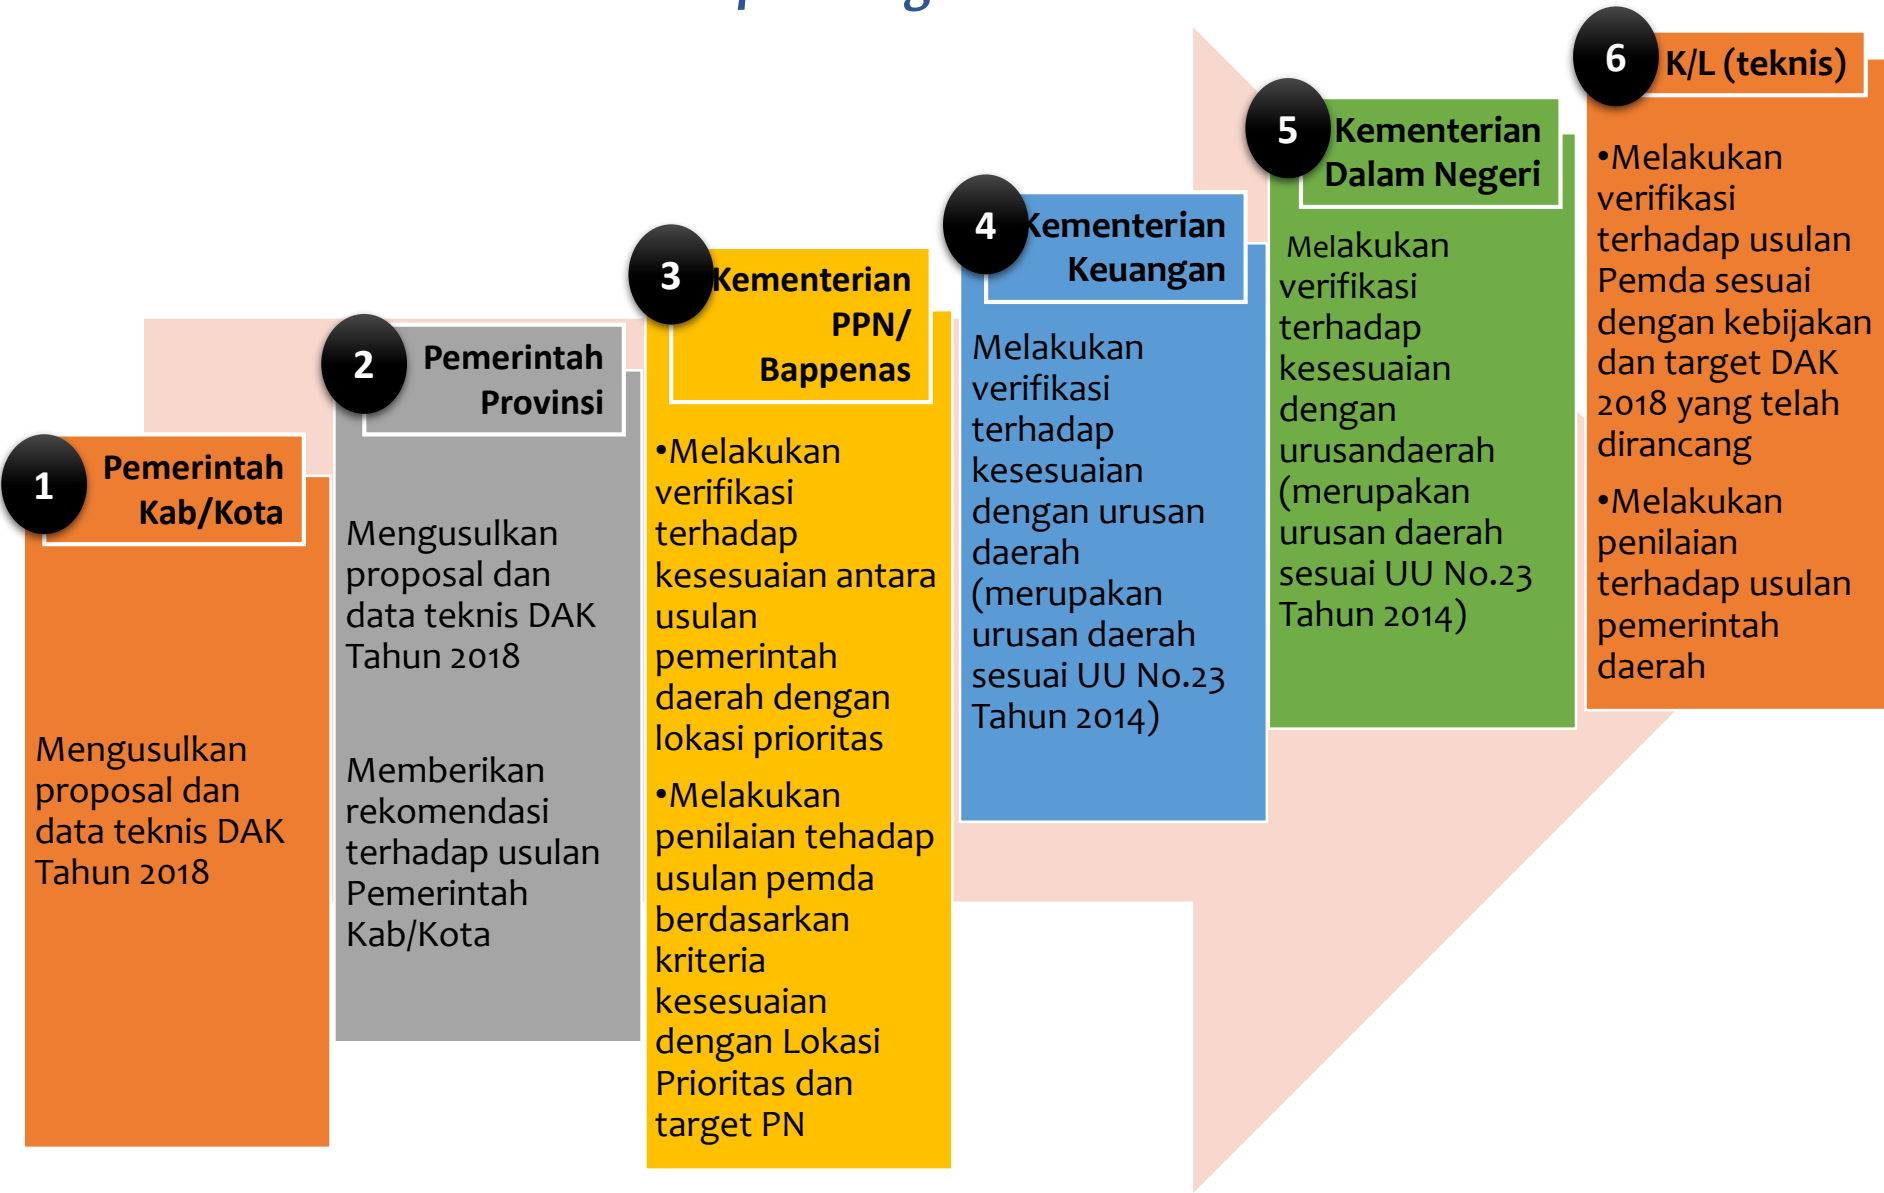 1
Pemerintah
Kab/Kota
Mengusulkan
proposal dan
data teknis DAK
Tahun 2018
2
Pemerintah
Provinsi
Mengusulkan
proposal dan
data teknis DAK
Tahun 2018
Memberikan
rekomendasi
terhadap usulan
Pemerintah
Kab/Kota
3
Kementerian
PPN/
Bappenas
•Melakukan
verifikasi
terhadap
kesesuaian antara
usulan
pemerintah
daerah dengan
lokasi prioritas
•Melakukan
penilaian tehadap
usulan pemda
berdasarkan
kriteria
kesesuaian
dengan Lokasi
Prioritas dan
target PN
4
Kementerian
Keuangan
Melakukan
verifikasi
terhadap
kesesuaian
dengan urusan
daerah
(merupakan
urusan daerah
sesuai UU No.23
Tahun 2014)
5
Kementerian
Dalam Negeri
Melakukan
verifikasi
terhadap
kesesuaian
dengan
urusandaerah
(merupakan
urusan daerah
sesuai UU No.23
Tahun 2014)
6
K/L (teknis)
•Melakukan
verifikasi
terhadap usulan
Pemda sesuai
dengan kebijakan
dan target DAK
2018 yang telah
dirancang
•Melakukan
penilaian
terhadap usulan
pemerintah
daerah